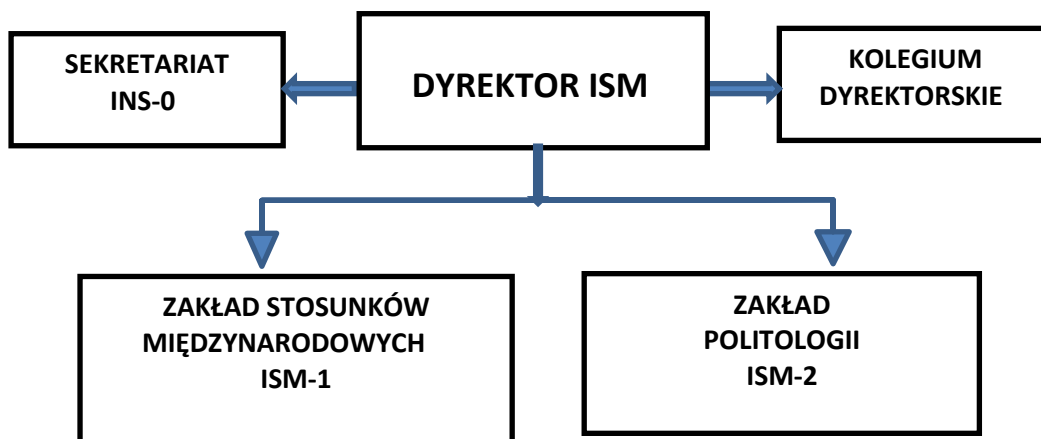 SEKRETARIAT
INS-0
DYREKTOR ISM
KOLEGIUM
DYREKTORSKIE
ZAKŁAD STOSUNKÓW
MIĘDZYNARODOWYCH
ISM-1
ZAKŁAD
POLITOLOGII
ISM-2